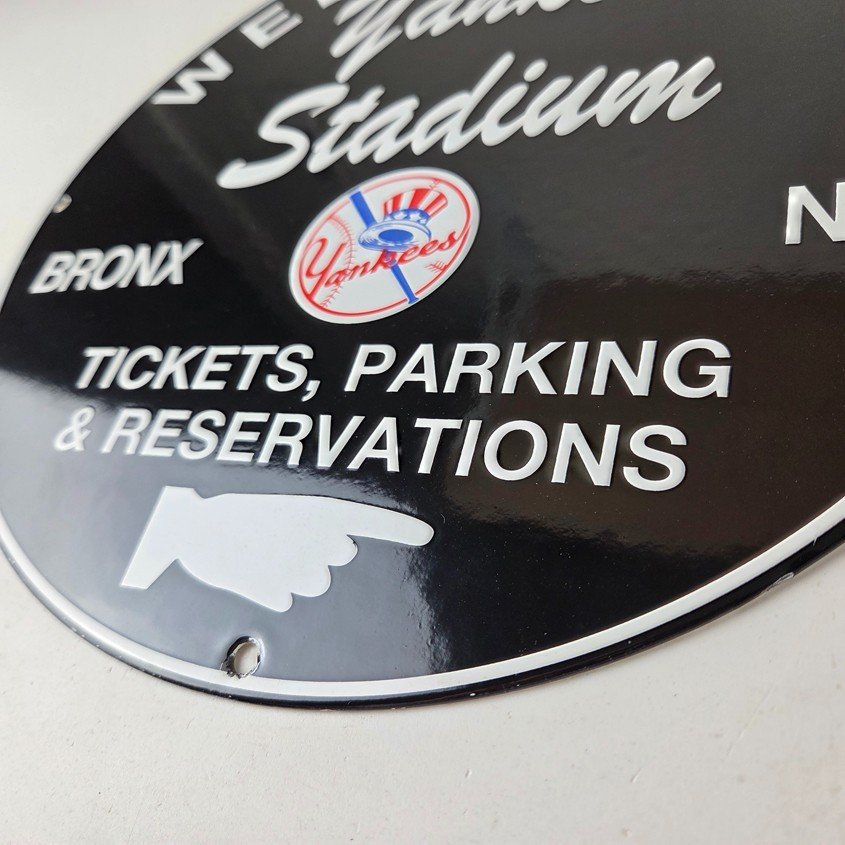 Stadium
Yankees
BRONX
TICKETS, PARKING
& RESERVATIONS